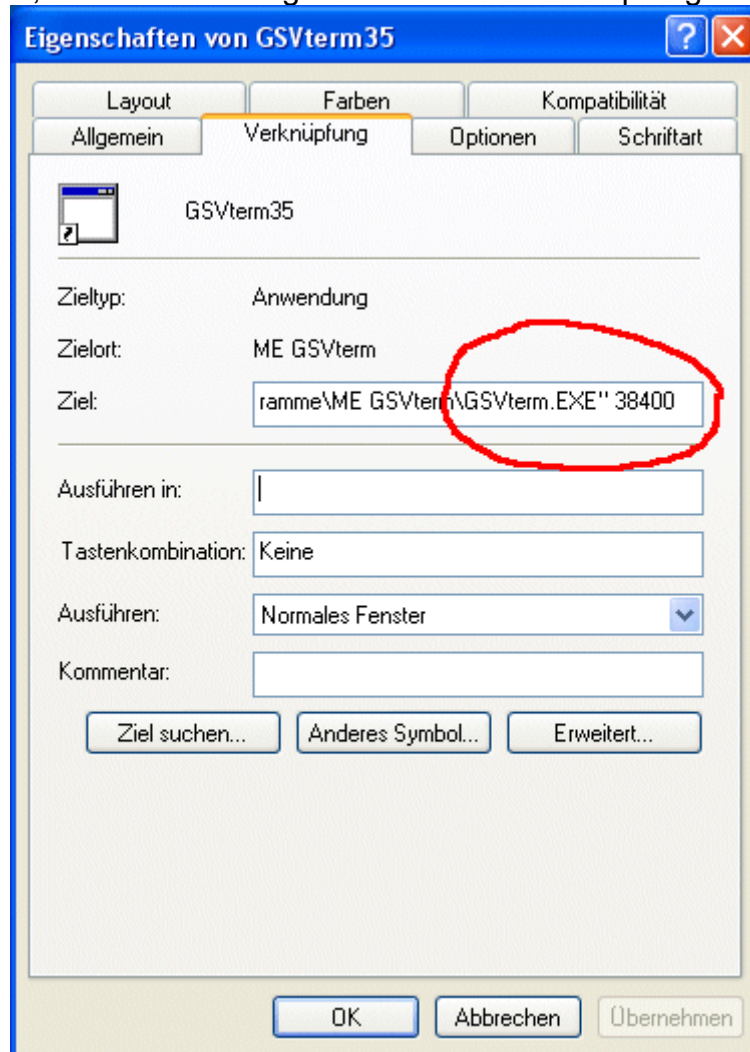 Eigenschaften von GSVterm35
Layout Farben Kompatibilität
Allgemein Verknüpfung Optionen Schriftart
GSVterm35
Zieltyp: Anwendung
Zielort: ME GSVterm
Ziel: ramme\ME GSVterm\GSVterm.EXE" 38400
Ausführen in:
Tastenkombination: Keine
Ausführen: Normales Fenster
Kommentar:
Ziel suchen... Anderes Symbol... Erweitert...
OK Abbrechen Übernehmen